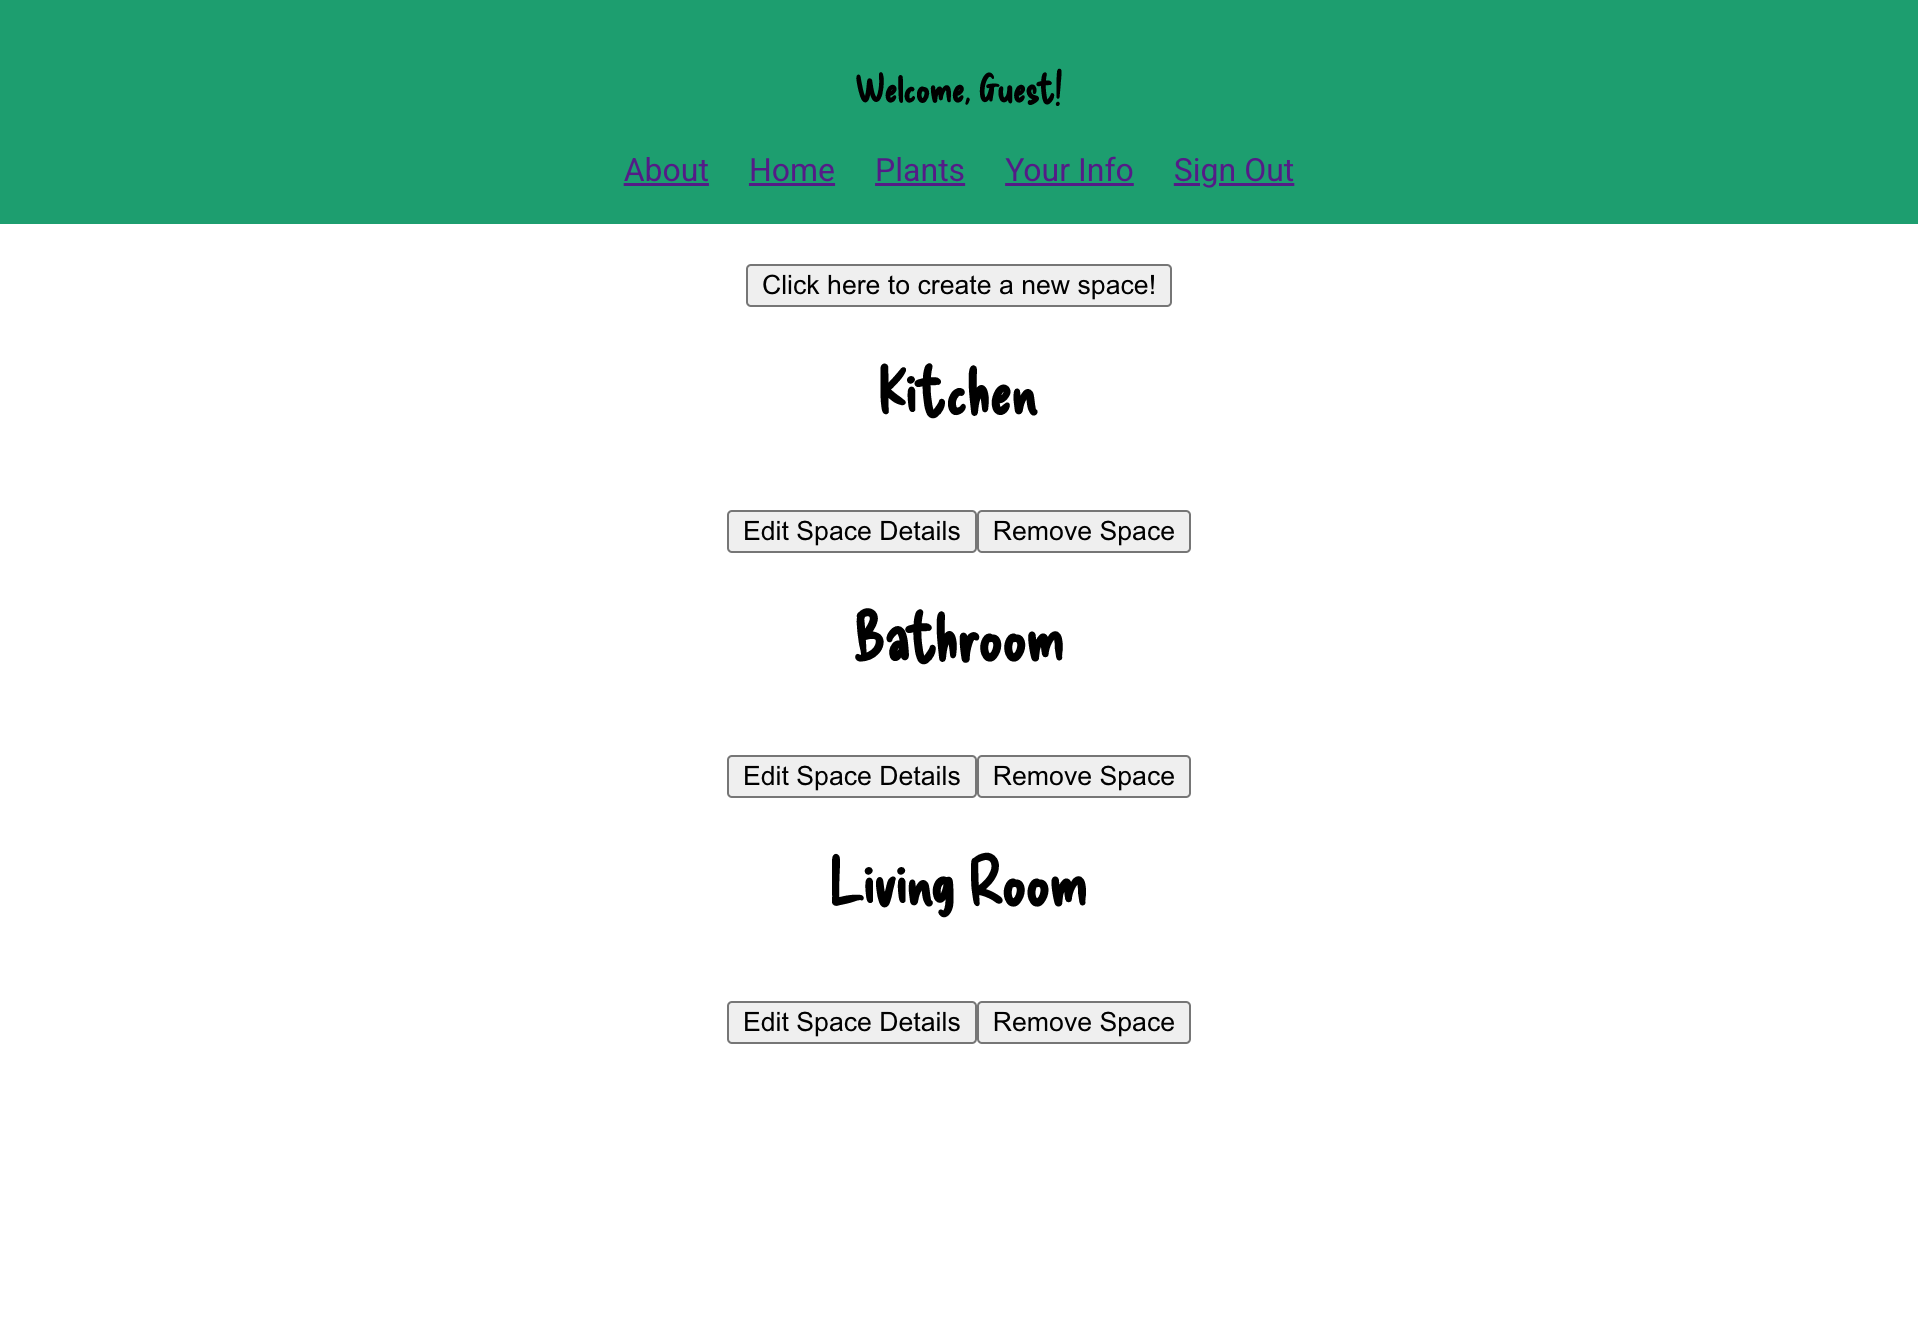 Welcome, Guest!
About Home Plants Your Info Sign Out
Click here to create a new space!
Kitchen
Edit Space Details Remove Space
Bathroom
Edit Space Details Remove Space
Living Room
Edit Space Details Remove Space